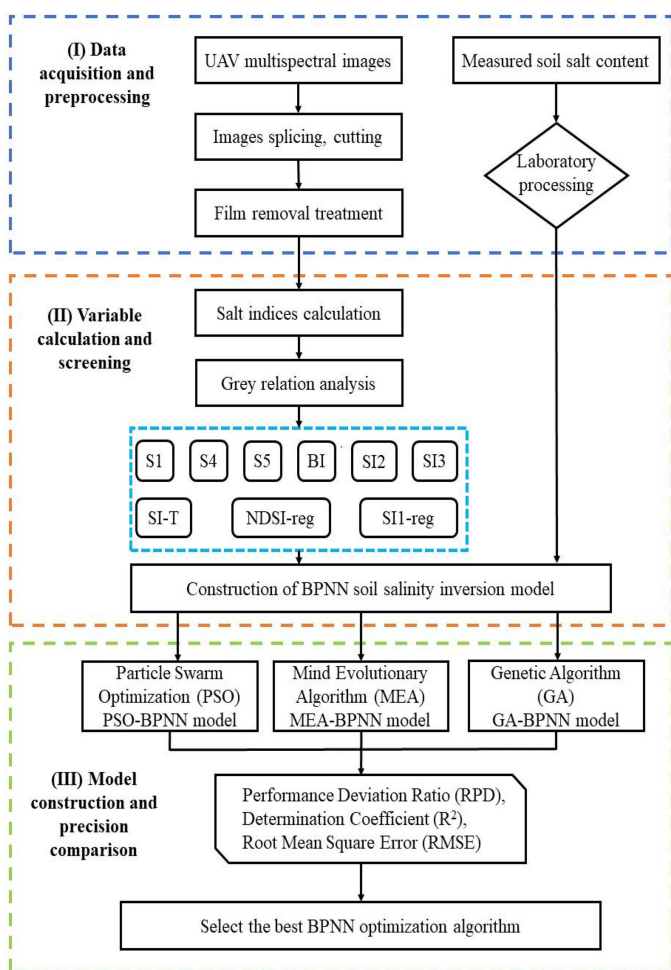 (I) Data
acquisition and
preprocessing
UAV multispectral images
Measured soil salt content
Images splicing, cutting
Laboratory
processing
Film removal treatment
(II) Variable
calculation and
screening
Salt indices calculation
Grey relation analysis
S1 S4 S5 BI SI2 SI3
SI-T NDSI-reg SI1-reg
Construction of BPNN soil salinity inversion model
Particle Swarm
Optimization (PSO)
PSO-BPNN model
Mind Evolutionary
Algorithm (MEA)
MEA-BPNN model
Genetic Algorithm
(GA)
GA-BPNN model
(III) Model
construction and
precision
comparison
Performance Deviation Ratio (RPD),
Determination Coefficient (R²),
Root Mean Square Error (RMSE)
Select the best BPNN optimization algorithm